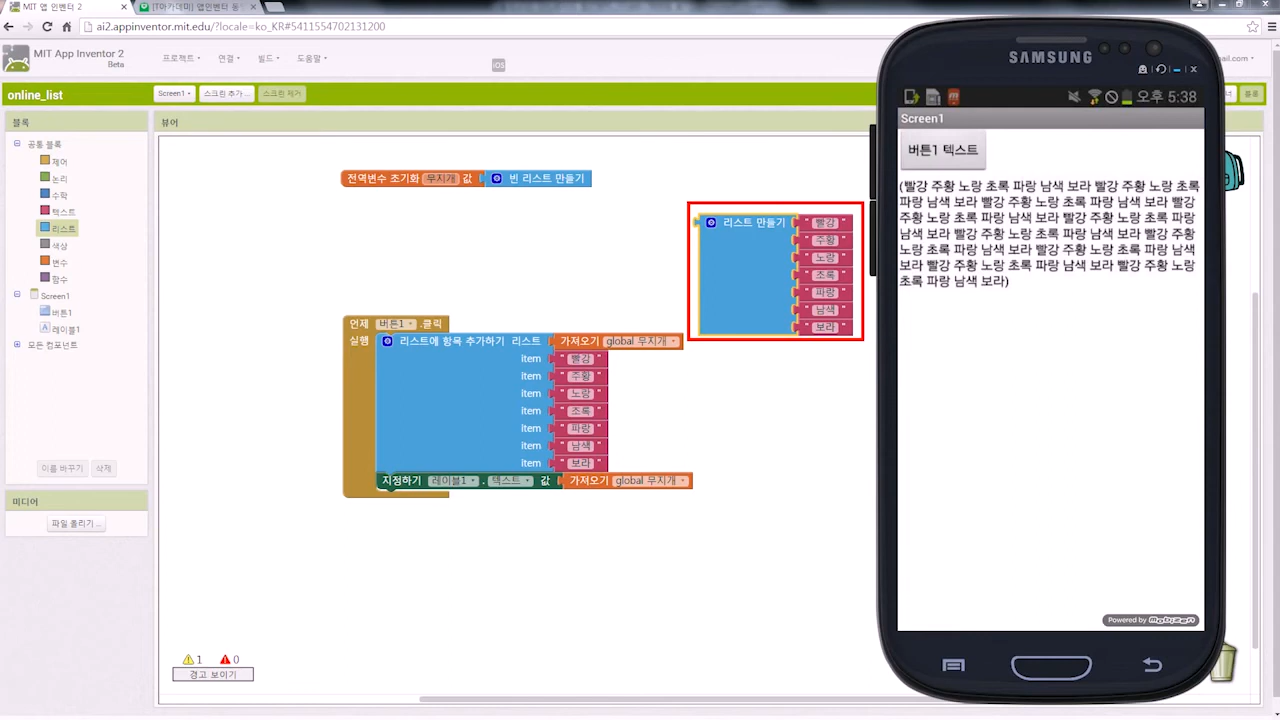 MIT 앱 인벤터 2
[T아카데미] 앱인벤터 동
ai2.appinventor.mit.edu/?locale=ko_KR#5411554702131200
MIT App Inventor 2
Beta
프로젝트 연결 빌드 도움말
iOS
mail.com
online_list
Screen1 스크린 추가 ... 스크린 제거
블록
블록
뷰어
공통 블록
제어
논리
수학
텍스트
리스트
색상
변수
함수
Screen1
버튼1
레이블1
모든 컴포넌트
이름 바꾸기 삭제
미디어
파일 올리기 ...
전역변수 초기화 무지개 값 빈 리스트 만들기
리스트 만들기 " 빨강 "
" 주황 "
" 노랑 "
" 초록 "
" 파랑 "
" 남색 "
" 보라 "
언제 버튼1 .클릭
실행 리스트에 항목 추가하기 리스트 가져오기 global 무지개
item " 빨강 "
item " 주황 "
item " 노랑 "
item " 초록 "
item " 파랑 "
item " 남색 "
item " 보라 "
지정하기 레이블1 . 텍스트 값 가져오기 global 무지개
1 0
경고 보이기
SAMSUNG
오후 5:38
Screen1
버튼1 텍스트
(빨강 주황 노랑 초록 파랑 남색 보라 빨강 주황 노랑 초록
파랑 남색 보라 빨강 주황 노랑 초록 파랑 남색 보라 빨강
주황 노랑 초록 파랑 남색 보라 빨강 주황 노랑 초록 파랑
남색 보라 빨강 주황 노랑 초록 파랑 남색 보라 빨강 주황
노랑 초록 파랑 남색 보라 빨강 주황 노랑 초록 파랑 남색
보라 빨강 주황 노랑 초록 파랑 남색 보라 빨강 주황 노랑
초록 파랑 남색 보라)
Powered by mobizen